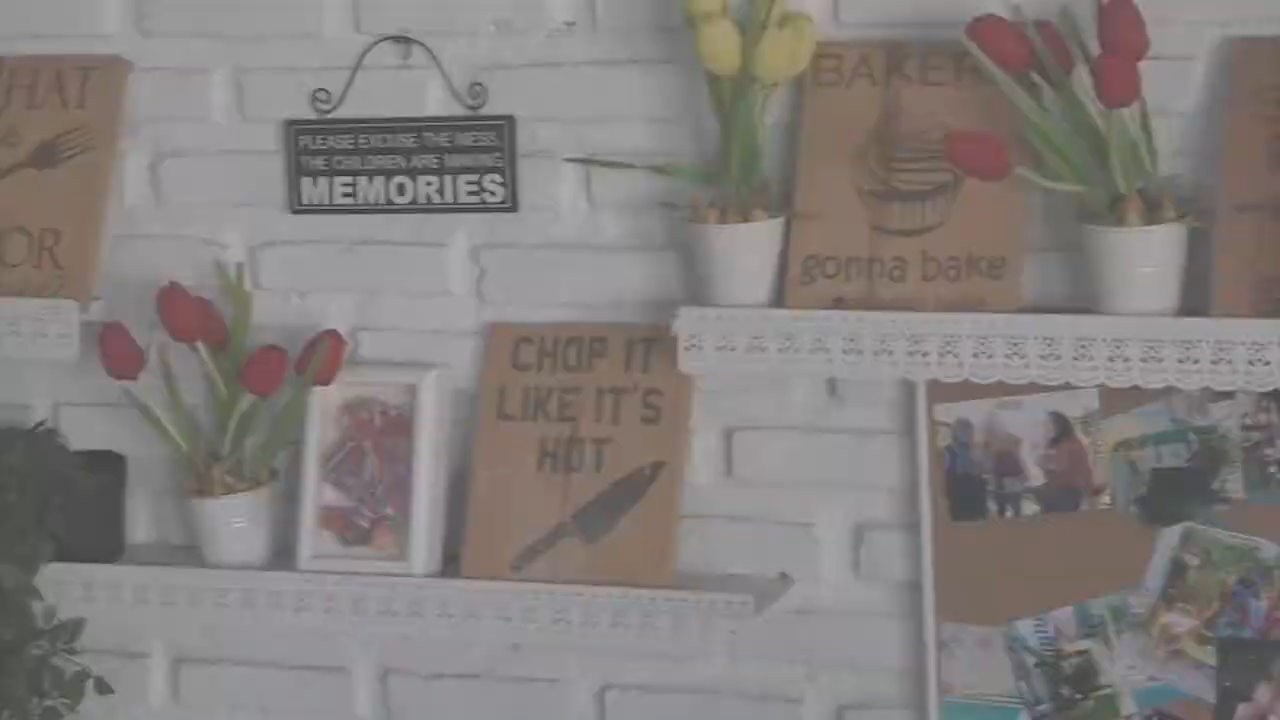 HAT
OR
PLEASE EXCUSE THE MESS
THE CHILDREN ARE MAKING
MEMORIES
BAKER
gonna bake
CHOP IT
LIKE IT'S
HOT